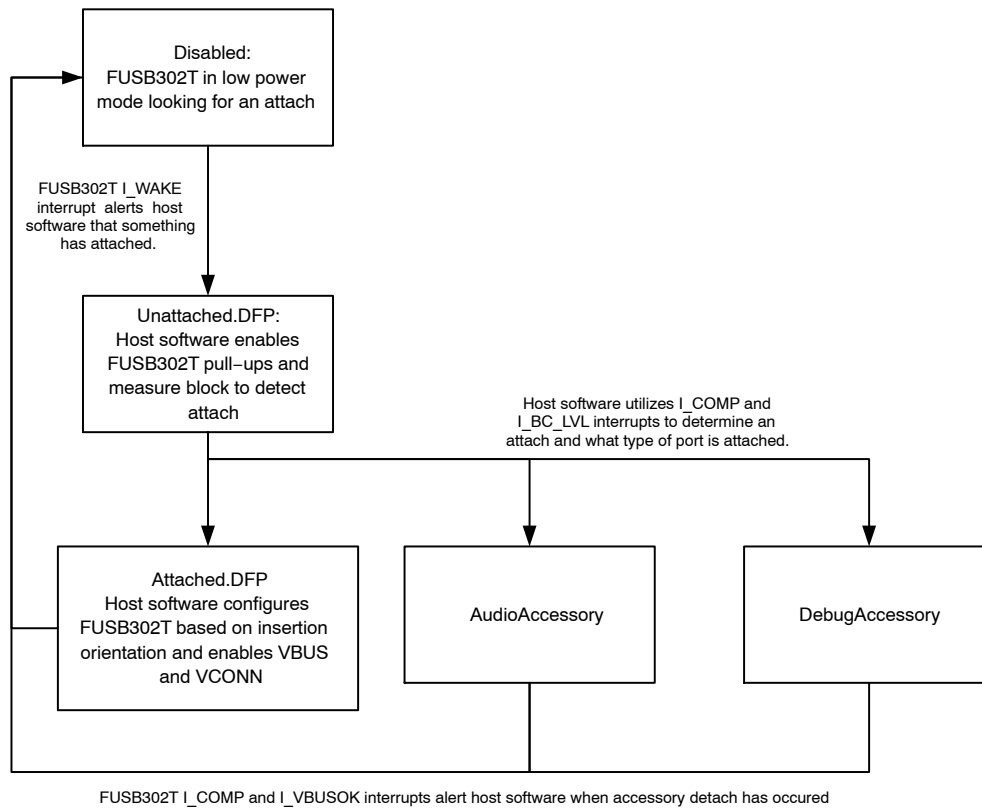 Disabled:
FUSB302T in low power
mode looking for an attach
FUSB302T I_WAKE
interrupt alerts host
software that something
has attached.
Unattached.DFP:
Host software enables
FUSB302T pull−ups and
measure block to detect
attach
Host software utilizes I_COMP and
I_BC_LVL interrupts to determine an
attach and what type of port is attached.
Attached.DFP
Host software configures
FUSB302T based on insertion
orientation and enables VBUS
and VCONN
AudioAccessory
DebugAccessory
FUSB302T I_COMP and I_VBUSOK interrupts alert host software when accessory detach has occured